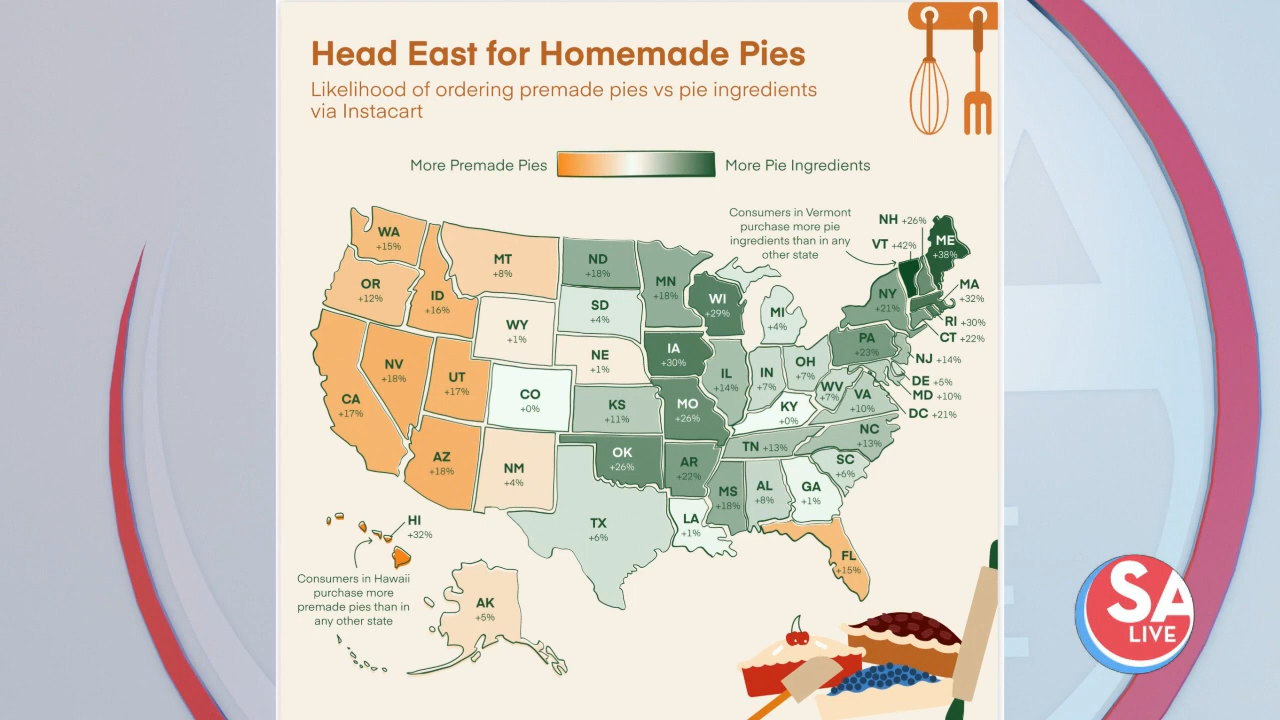 Head East for Homemade Pies
Likelihood of ordering premade pies vs pie ingredients
via Instacart
More Premade Pies
More Pie Ingredients
Consumers in Vermont
purchase more pie
ingredients than in any
other state
NH +26%
VT +42%
ME
+38%
WA
+15%
MT
+8%
ND
+18%
MN
+18%
OR
+12%
ID
+16%
SD
+4%
WI
+29%
MI
+4%
NY
+21%
MA
+32%
RI +30%
CT +22%
WY
+1%
NE
+1%
IA
+30%
PA
+23%
NJ +14%
NV
+18%
UT
+17%
CO
+0%
KS
+11%
MO
+26%
IL
+14%
IN
+7%
OH
+7%
WV
+7%
VA
+10%
DE +5%
MD +10%
DC +21%
CA
+17%
KY
+0%
NC
+13%
TN +13%
AZ
+18%
NM
+4%
OK
+26%
AR
+22%
SC
+6%
MS
+18%
AL
+8%
GA
+1%
TX
+6%
LA
+1%
FL
+15%
HI
+32%
Consumers in Hawaii
purchase more
premade pies than in
any other state
AK
+5%
SA
LIVE